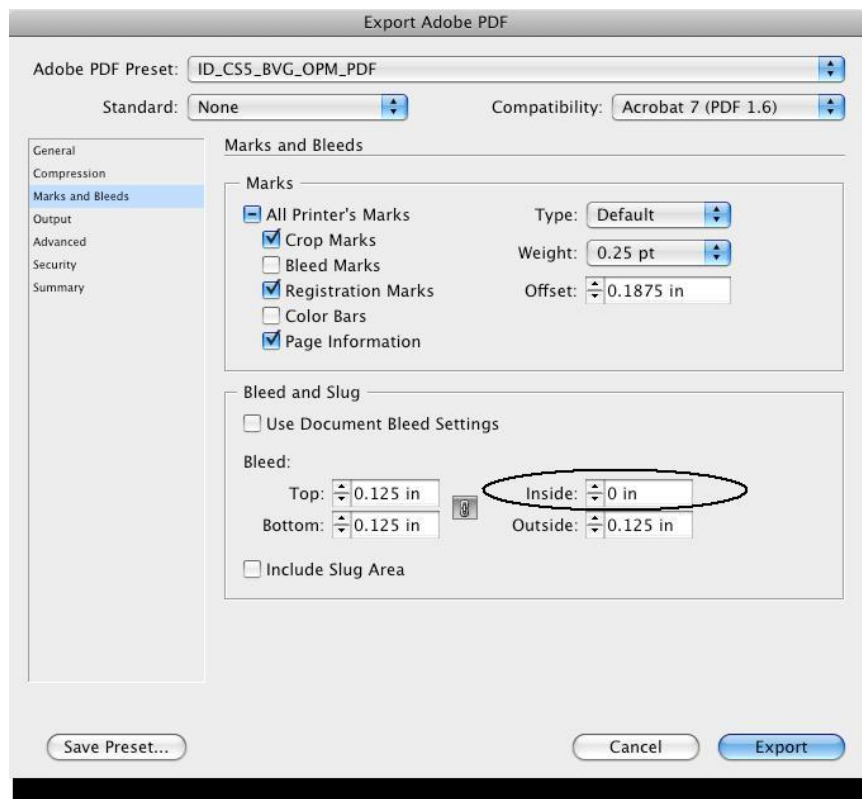 Export Adobe PDF
Adobe PDF Preset: ID_CS5_BVG_OPM_PDF
Standard: None Compatibility: Acrobat 7 (PDF 1.6)
General
Compression
Marks and Bleeds
Output
Advanced
Security
Summary
Marks and Bleeds
Marks
All Printer's Marks
Crop Marks
Bleed Marks
Registration Marks
Color Bars
Page Information
Type: Default
Weight: 0.25 pt
Offset: 0.1875 in
Bleed and Slug
Use Document Bleed Settings
Bleed:
Top: 0.125 in Inside: 0 in
Bottom: 0.125 in Outside: 0.125 in
Include Slug Area
Save Preset... Cancel Export